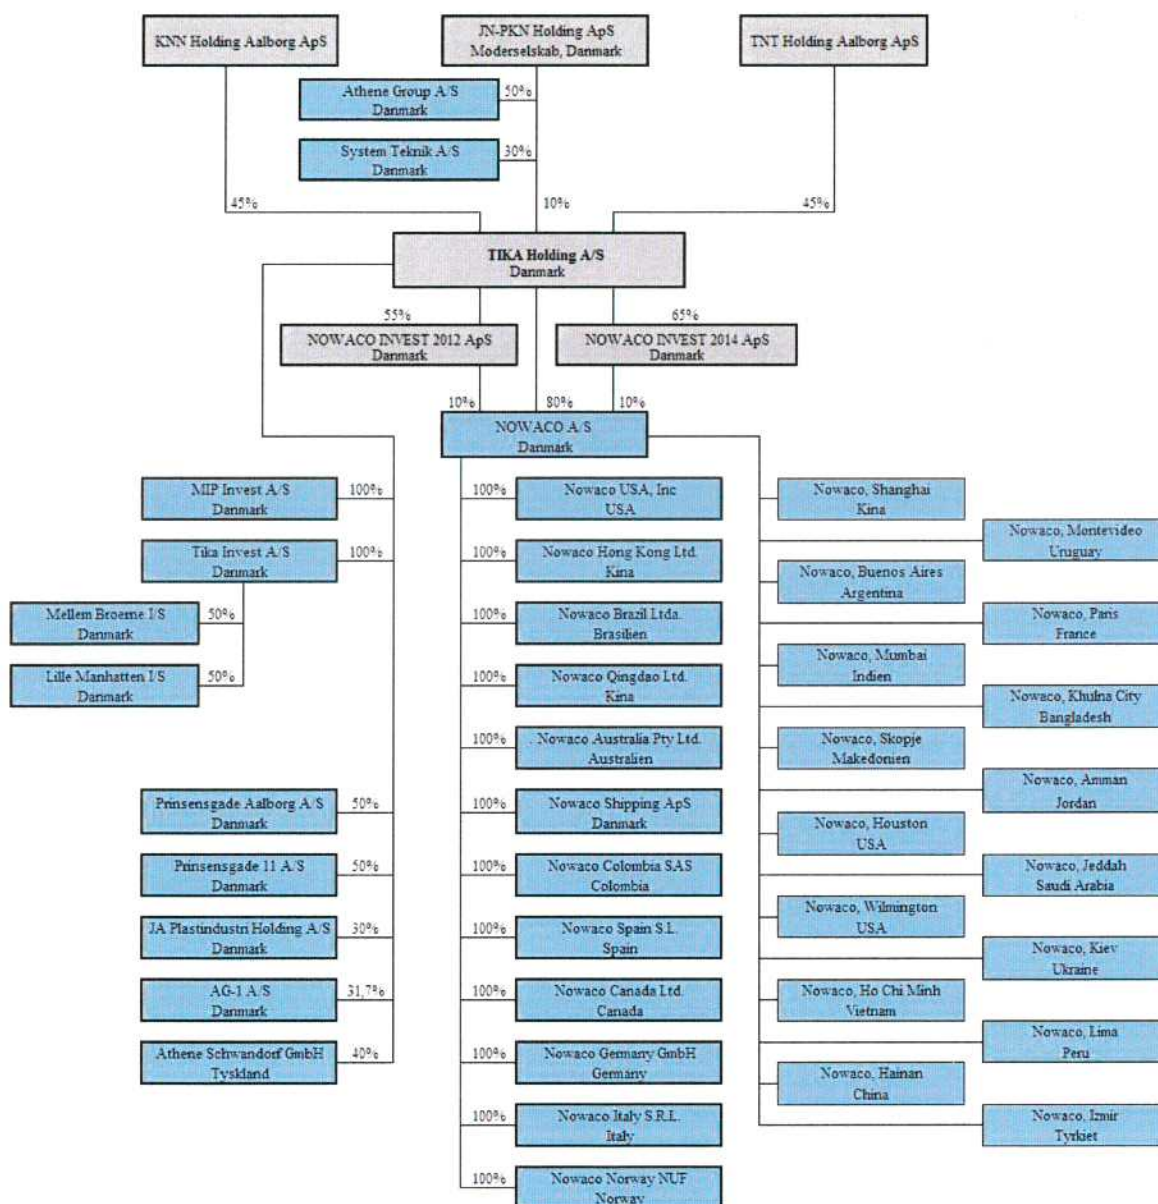 KNN Holding Aalborg ApS
JN-PKN Holding ApS
Moderselskab, Danmark
TNT Holding Aalborg ApS
Athene Group A/S
Danmark
50%
System Teknik A/S
Danmark
30%
45%
10%
45%
TIKA Holding A/S
Danmark
55%
65%
NOWACO INVEST 2012 ApS
Danmark
NOWACO INVEST 2014 ApS
Danmark
10%
80%
10%
NOWACO A/S
Danmark
MIP Invest A/S
Danmark
100%
Tika Invest A/S
Danmark
100%
Mellem Broerne I/S
Danmark
50%
Lille Manhatten I/S
Danmark
50%
Prinsensgade Aalborg A/S
Danmark
50%
Prinsensgade 11 A/S
Danmark
50%
JA Plastindustri Holding A/S
Danmark
30%
AG-1 A/S
Danmark
31,7%
Athene Schwandorf GmbH
Tyskland
40%
100%
Nowaco USA, Inc
USA
100%
Nowaco Hong Kong Ltd.
Kina
100%
Nowaco Brazil Ltda.
Brasilien
100%
Nowaco Qingdao Ltd.
Kina
100%
. Nowaco Australia Pty Ltd.
Australien
100%
Nowaco Shipping ApS
Danmark
100%
Nowaco Colombia SAS
Colombia
100%
Nowaco Spain S.L.
Spain
100%
Nowaco Canada Ltd.
Canada
100%
Nowaco Germany GmbH
Germany
100%
Nowaco Italy S.R.L.
Italy
100%
Nowaco Norway NUF
Norway
Nowaco, Shanghai
Kina
Nowaco, Montevideo
Uruguay
Nowaco, Buenos Aires
Argentina
Nowaco, Paris
France
Nowaco, Mumbai
Indien
Nowaco, Khulna City
Bangladesh
Nowaco, Skopje
Makedonien
Nowaco, Amman
Jordan
Nowaco, Houston
USA
Nowaco, Jeddah
Saudi Arabia
Nowaco, Wilmington
USA
Nowaco, Kiev
Ukraine
Nowaco, Ho Chi Minh
Vietnam
Nowaco, Lima
Peru
Nowaco, Hainan
China
Nowaco, Izmir
Tyrkiet